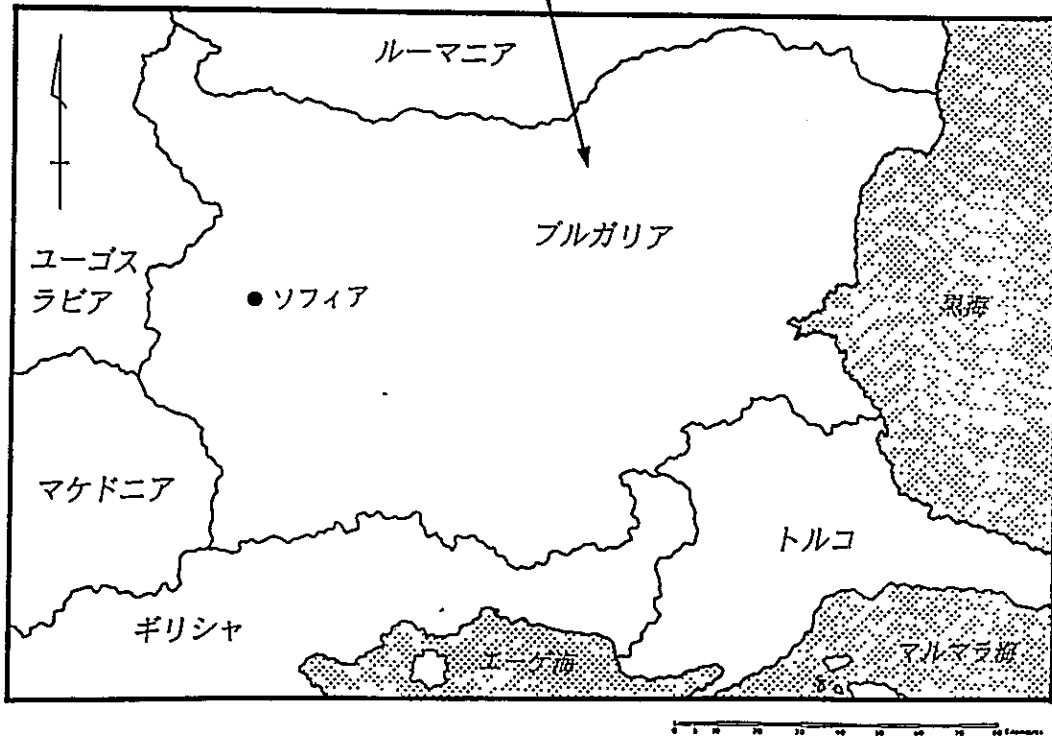 ルーマニア
ブルガリア
ユーゴス
ラビア
ソフィア
黒海
マケドニア
トルコ
ギリシャ
エーゲ海
マルマラ海